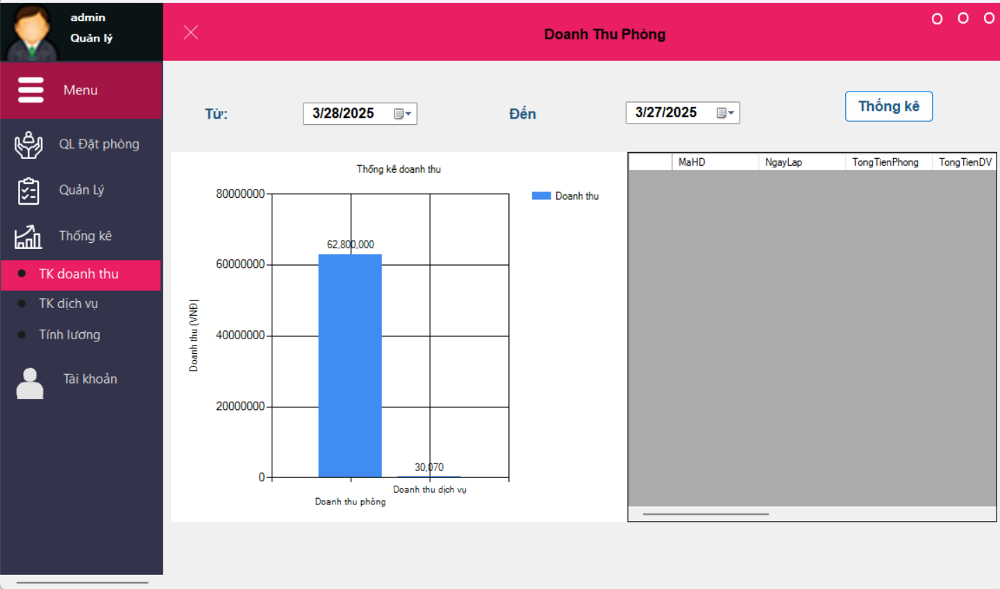 admin
Quản lý
Menu
QL Đặt phòng
Quản Lý
Thống kê
TK doanh thu
TK dịch vụ
Tính lương
Tài khoản
Doanh Thu Phòng
Từ:
3/28/2025
Đến
3/27/2025
Thống kê
Thống kê doanh thu
Doanh thu
80000000
60000000
40000000
20000000
0
Doanh thu (VNĐ)
62,800,000
30,070
Doanh thu phòng
Doanh thu dịch vụ
MaHD NgayLap TongTienPhong TongTienDV